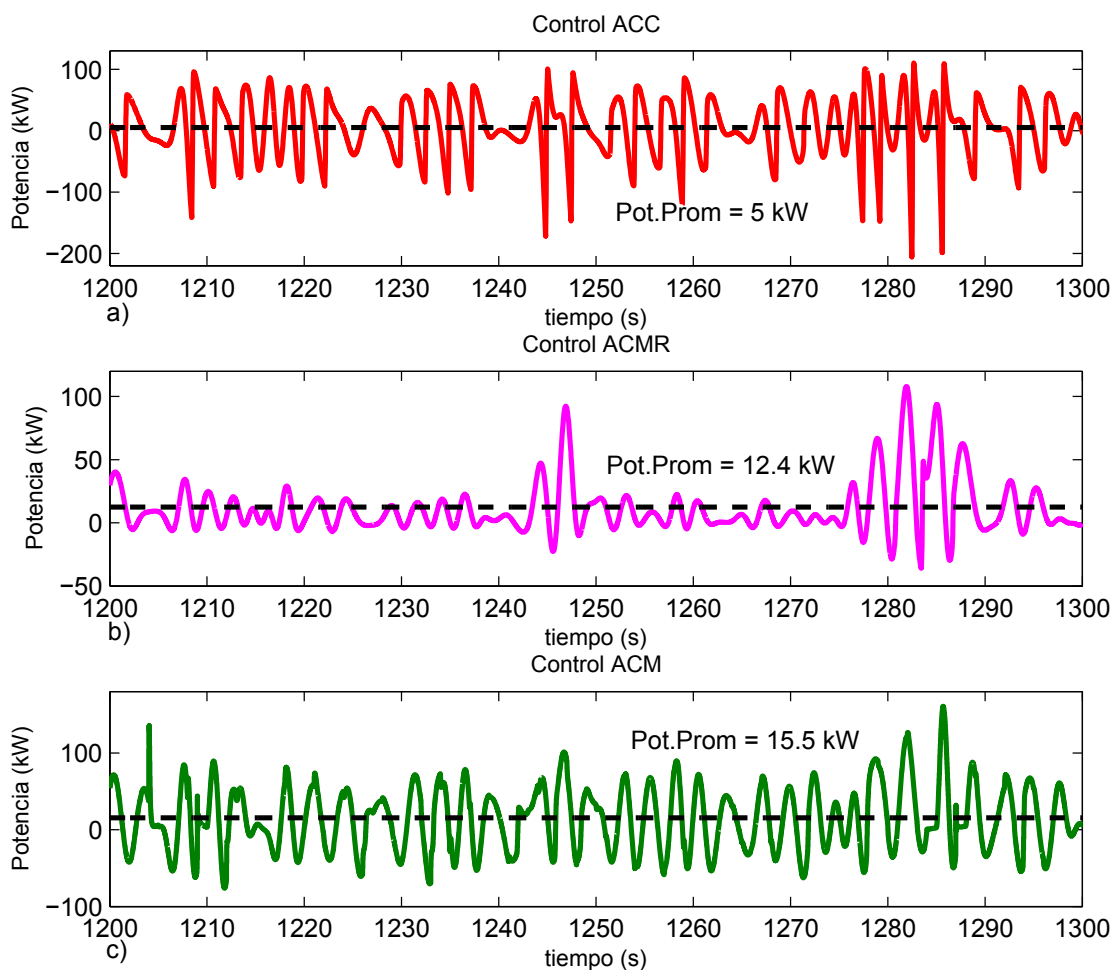 Control ACC
Potencia (kW)
100
0
−100
−200
Pot.Prom = 5 kW
1200 1210 1220 1230 1240 1250 1260 1270 1280 1290 1300
a)
tiempo (s)
Control ACMR
Potencia (kW)
100
50
0
−50
Pot.Prom = 12.4 kW
1200 1210 1220 1230 1240 1250 1260 1270 1280 1290 1300
b)
tiempo (s)
Control ACM
Potencia (kW)
100
0
−100
Pot.Prom = 15.5 kW
1200 1210 1220 1230 1240 1250 1260 1270 1280 1290 1300
c)
tiempo (s)